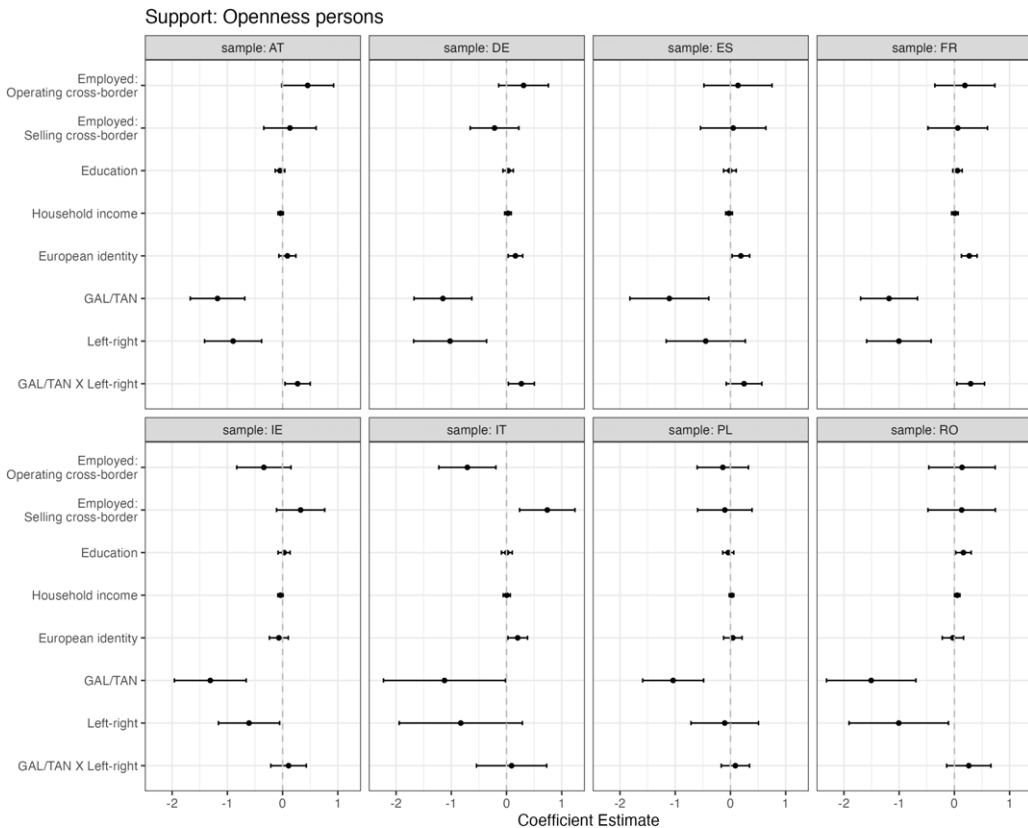 Support: Openness persons
sample: AT
sample: DE
sample: ES
sample: FR
Employed:
Operating cross-border
Employed:
Selling cross-border
Education
Household income
European identity
GAL/TAN
Left-right
GAL/TAN X Left-right
sample: IE
sample: IT
sample: PL
sample: RO
Employed:
Operating cross-border
Employed:
Selling cross-border
Education
Household income
European identity
GAL/TAN
Left-right
GAL/TAN X Left-right
-2 -1 0 1 -2 -1 0 1 -2 -1 0 1 -2 -1 0 1
Coefficient Estimate